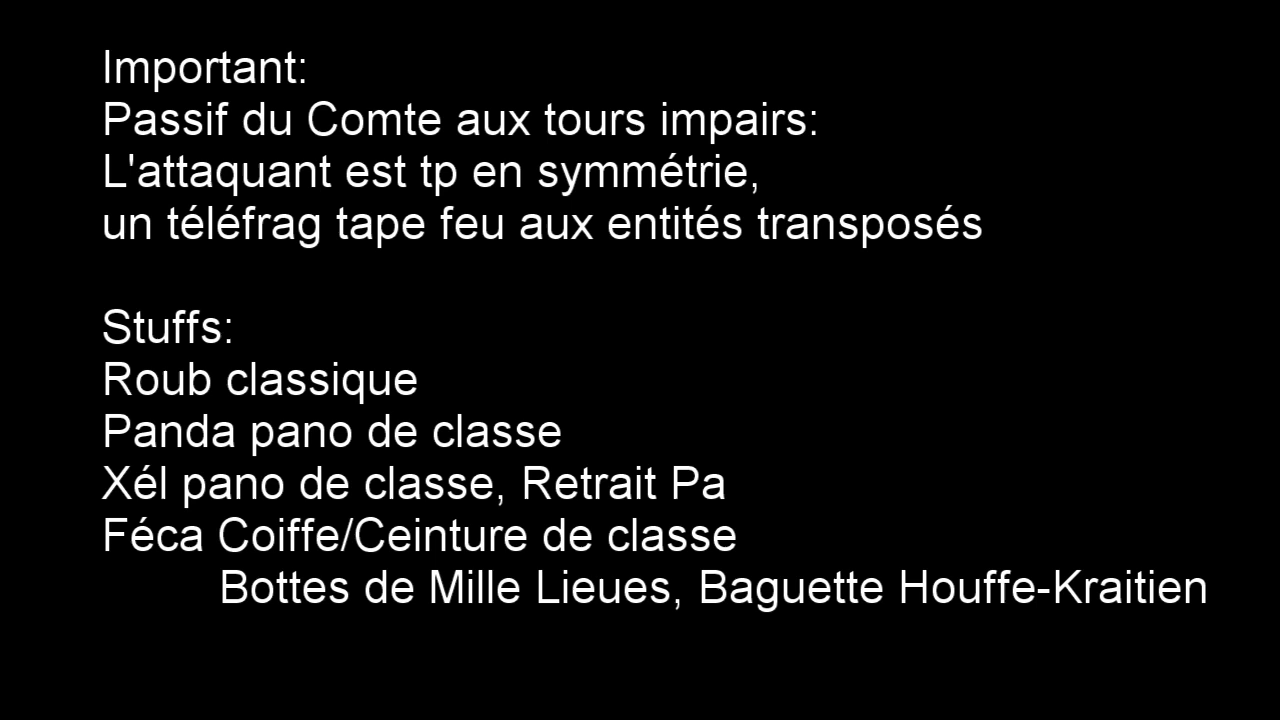 Important:
Passif du Comte aux tours impairs:
L'attaquant est tp en symmétrie,
un téléfrag tape feu aux entités transposés
Stuffs:
Roub classique
Panda pano de classe
Xél pano de classe, Retrait Pa
Féca Coiffe/Ceinture de classe
Bottes de Mille Lieues, Baguette Houffe-Kraitien